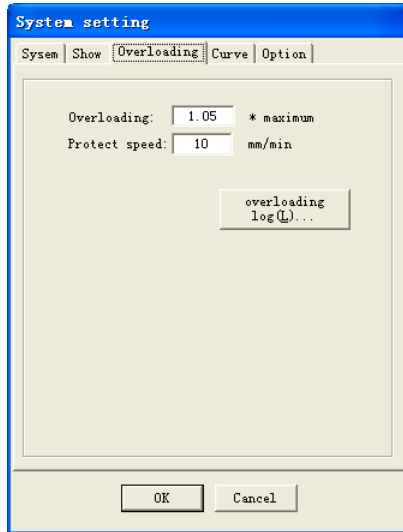 System setting
Sysem Show Overloading Curve Option
Overloading: 1.05 * maximum
Protect speed: 10 mm/min
overloading
log(L)...
OK Cancel